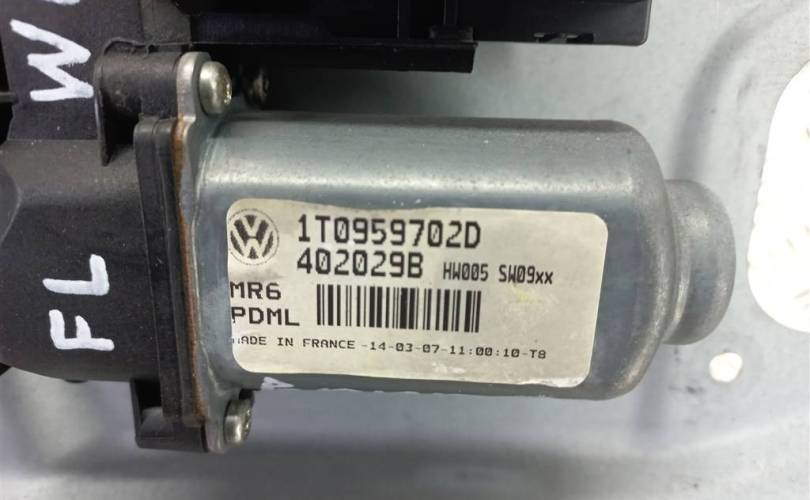 W
FL
1T0959702D
402029B HW005 SW09xx
MR6
PDML
MADE IN FRANCE -14-03-07-11:00:10-T8